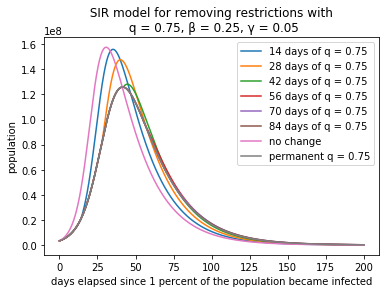 SIR model for removing restrictions with
q = 0.75, β = 0.25, γ = 0.05
1e8
1.6
1.4
1.2
1.0
0.8
0.6
0.4
0.2
0.0
population
14 days of q = 0.75
28 days of q = 0.75
42 days of q = 0.75
56 days of q = 0.75
70 days of q = 0.75
84 days of q = 0.75
no change
permanent q = 0.75
0 25 50 75 100 125 150 175 200
days elapsed since 1 percent of the population became infected